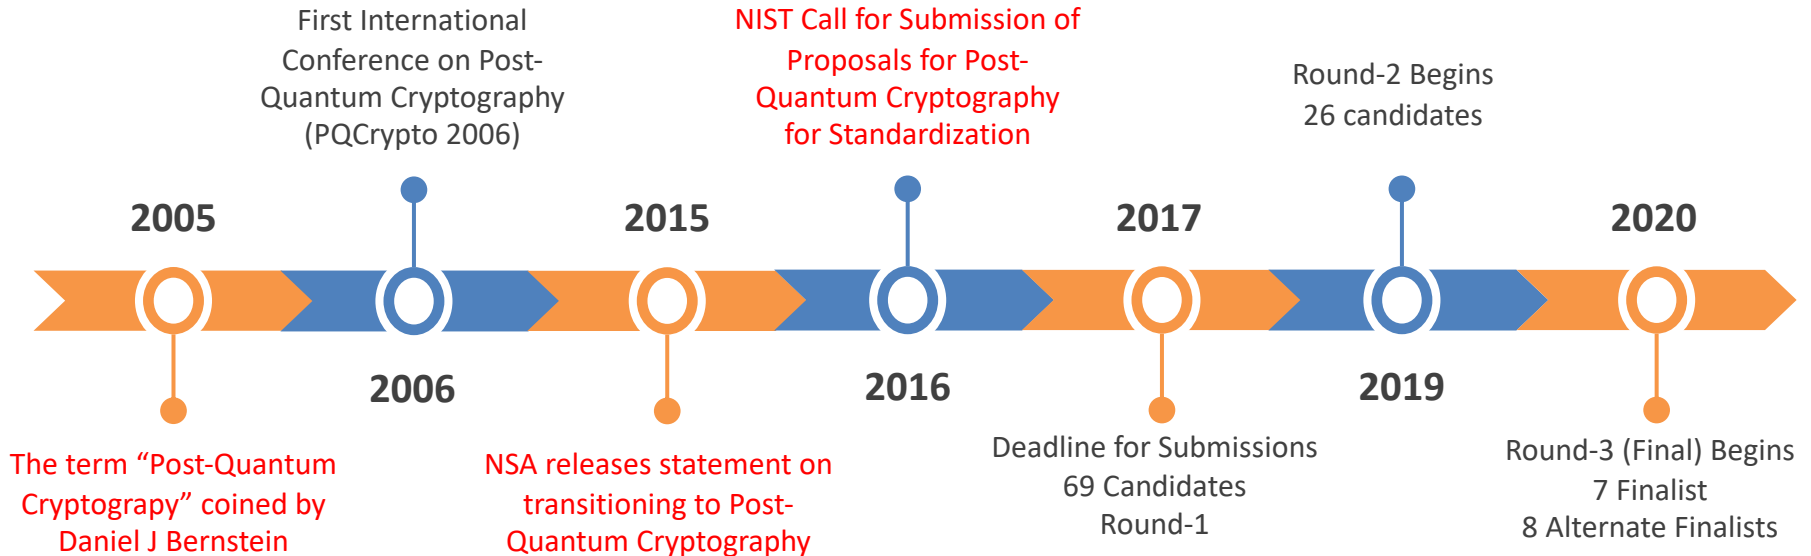 First International
Conference on Post-
Quantum Cryptography
(PQCrypto 2006)
NIST Call for Submission of
Proposals for Post-
Quantum Cryptography
for Standardization
Round-2 Begins
26 candidates
2005
2015
2017
2020
2006
2016
2019
The term “Post-Quantum
Cryptograpy” coined by
Daniel J Bernstein
NSA releases statement on
transitioning to Post-
Quantum Cryptography
Deadline for Submissions
69 Candidates
Round-1
Round-3 (Final) Begins
7 Finalist
8 Alternate Finalists